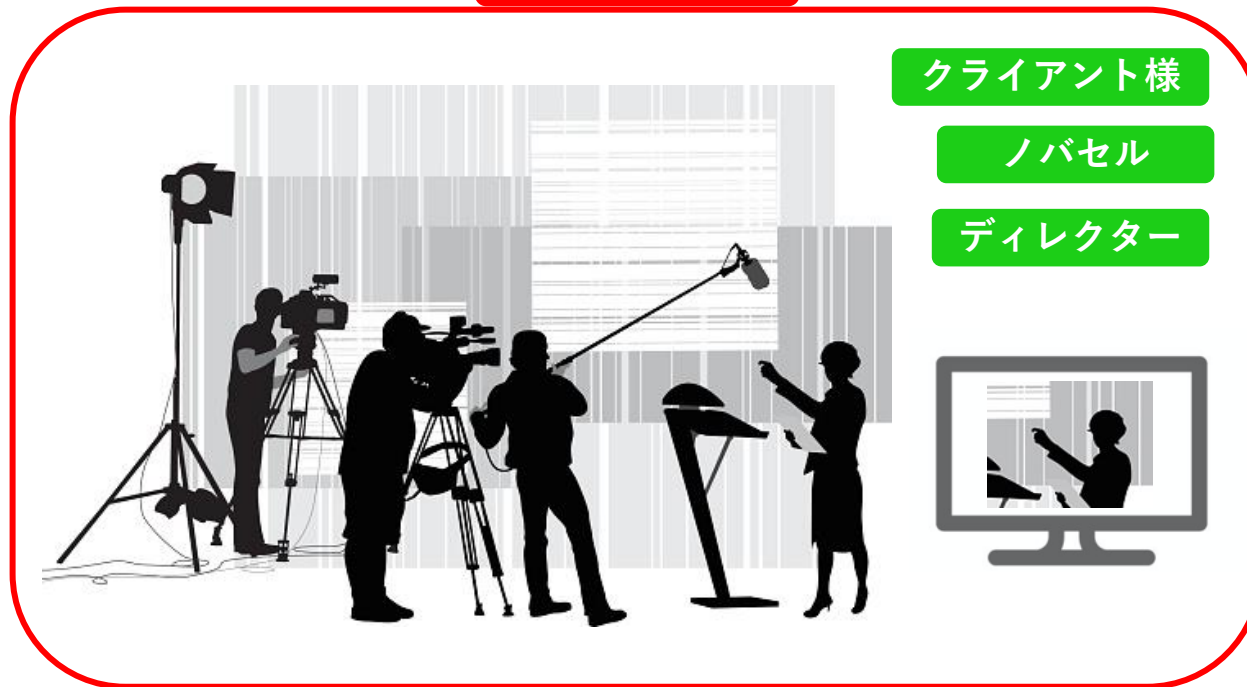 クライアント様
ノバセル
ディレクター